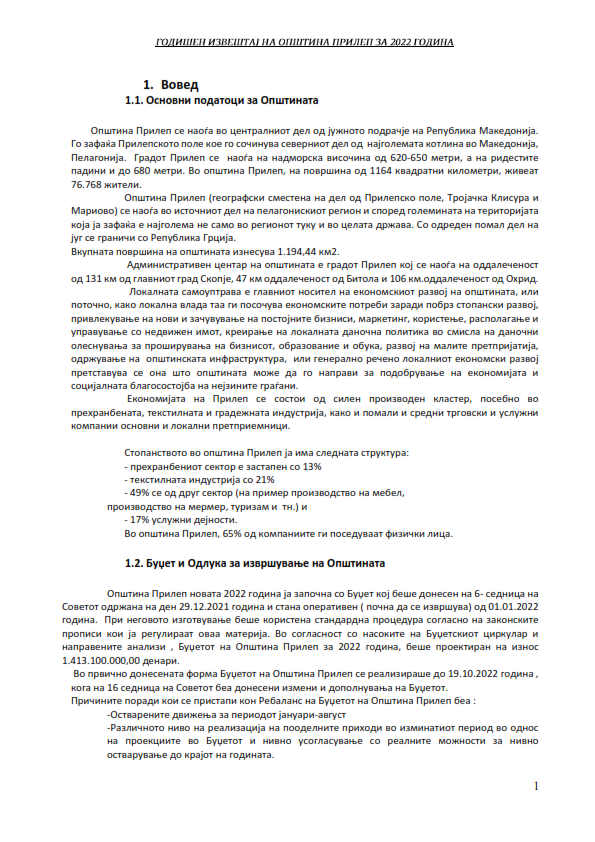 ГОДИШЕН ИЗВЕШТАЈ НА ОПШТИНА ПРИЛЕП ЗА 2022 ГОДИНА
1. Вовед
1.1. Основни податоци за Општината
Општина Прилеп се наоѓа во централниот дел од јужното подрачје на Република Македонија.
Го зафаќа Прилепското поле кое го сочинува северниот дел од најголемата котлина во Македонија,
Пелагонија. Градот Прилеп се наоѓа на надморска височина од 620-650 метри, а на ридестите
падини и до 680 метри. Во општина Прилеп, на површина од 1164 квадратни километри, живеат
76.768 жители.
Општина Прилеп (географски сместена на дел од Прилепско поле, Тројачка Клисура и
Мариово) се наоѓа во источниот дел на пелагонискиот регион и според големината на територијата
која ја зафаќа е најголема не само во регионот туку и во целата држава. Со одреден помал дел на
југ се граничи со Република Грција.
Вкупната површина на општината изнесува 1.194,44 км2.
Административен центар на општината е градот Прилеп кој се наоѓа на оддалеченост
од 131 км од главниот град Скопје, 47 км оддалеченост од Битола и 106 км.оддалеченост од Охрид.
Локалната самоуптрава е главниот носител на економскиот развој на општината, или
поточно, како локална влада таа ги посочува економските потреби заради побрз стопански развој,
привлекување на нови и зачувување на постојните бизниси, маркетинг, користење, располагање и
управување со недвижен имот, креирање на локалната даночна политика во смисла на даночни
олеснувања за проширувања на бизнисот, образование и обука, развој на малите претпријатија,
одржување на општинската инфраструктура, или генерално речено локалниот економски развој
претставува се она што општината може да го направи за подобрување на економијата и
социјалната благосостојба на нејзините граѓани.
Економијата на Прилеп се состои од силен производен кластер, посебно во
прехранбената, текстилната и градежната индустрија, како и помали и средни трговски и услужни
компании основни и локални претприемници.
Стопанството во општина Прилеп ја има следната структура:
- прехранбениот сектор е застапен со 13%
- текстилната индустрија со 21%
- 49% се од друг сектор (на пример производство на мебел,
производство на мермер, туризам и тн.) и
- 17% услужни дејности.
Во општина Прилеп, 65% од компаниите ги поседуваат физички лица.
1.2. Буџет и Одлука за извршување на Општината
Општина Прилеп новата 2022 година ја започна со Буџет кој беше донесен на 6- седница на
Советот одржана на ден 29.12.2021 година и стана оперативен ( почна да се извршува) од 01.01.2022
година. При неговото изготвување беше користена стандардна процедура согласно на законските
прописи кои ја регулираат оваа материја. Во согласност со насоките на Буџетскиот циркулар и
направените анализи , Буџетот на Општина Прилеп за 2022 година, беше проектиран на износ
1.413.100.000,00 денари.
Во првично донесената форма Буџетот на Општина Прилеп се реализираше до 19.10.2022 година ,
кога на 16 седница на Советот беа донесени измени и дополнувања на Буџетот.
Причините поради кои се пристапи кон Ребаланс на Буџетот на Општина Прилеп беа :
-Остварените движења за периодот јануари-август
-Различното ниво на реализација на поодделните приходи во изминатиот период во однос
на проекциите во Буџетот и нивно усогласување со реалните можности за нивно
остварување до крајот на годината.
1